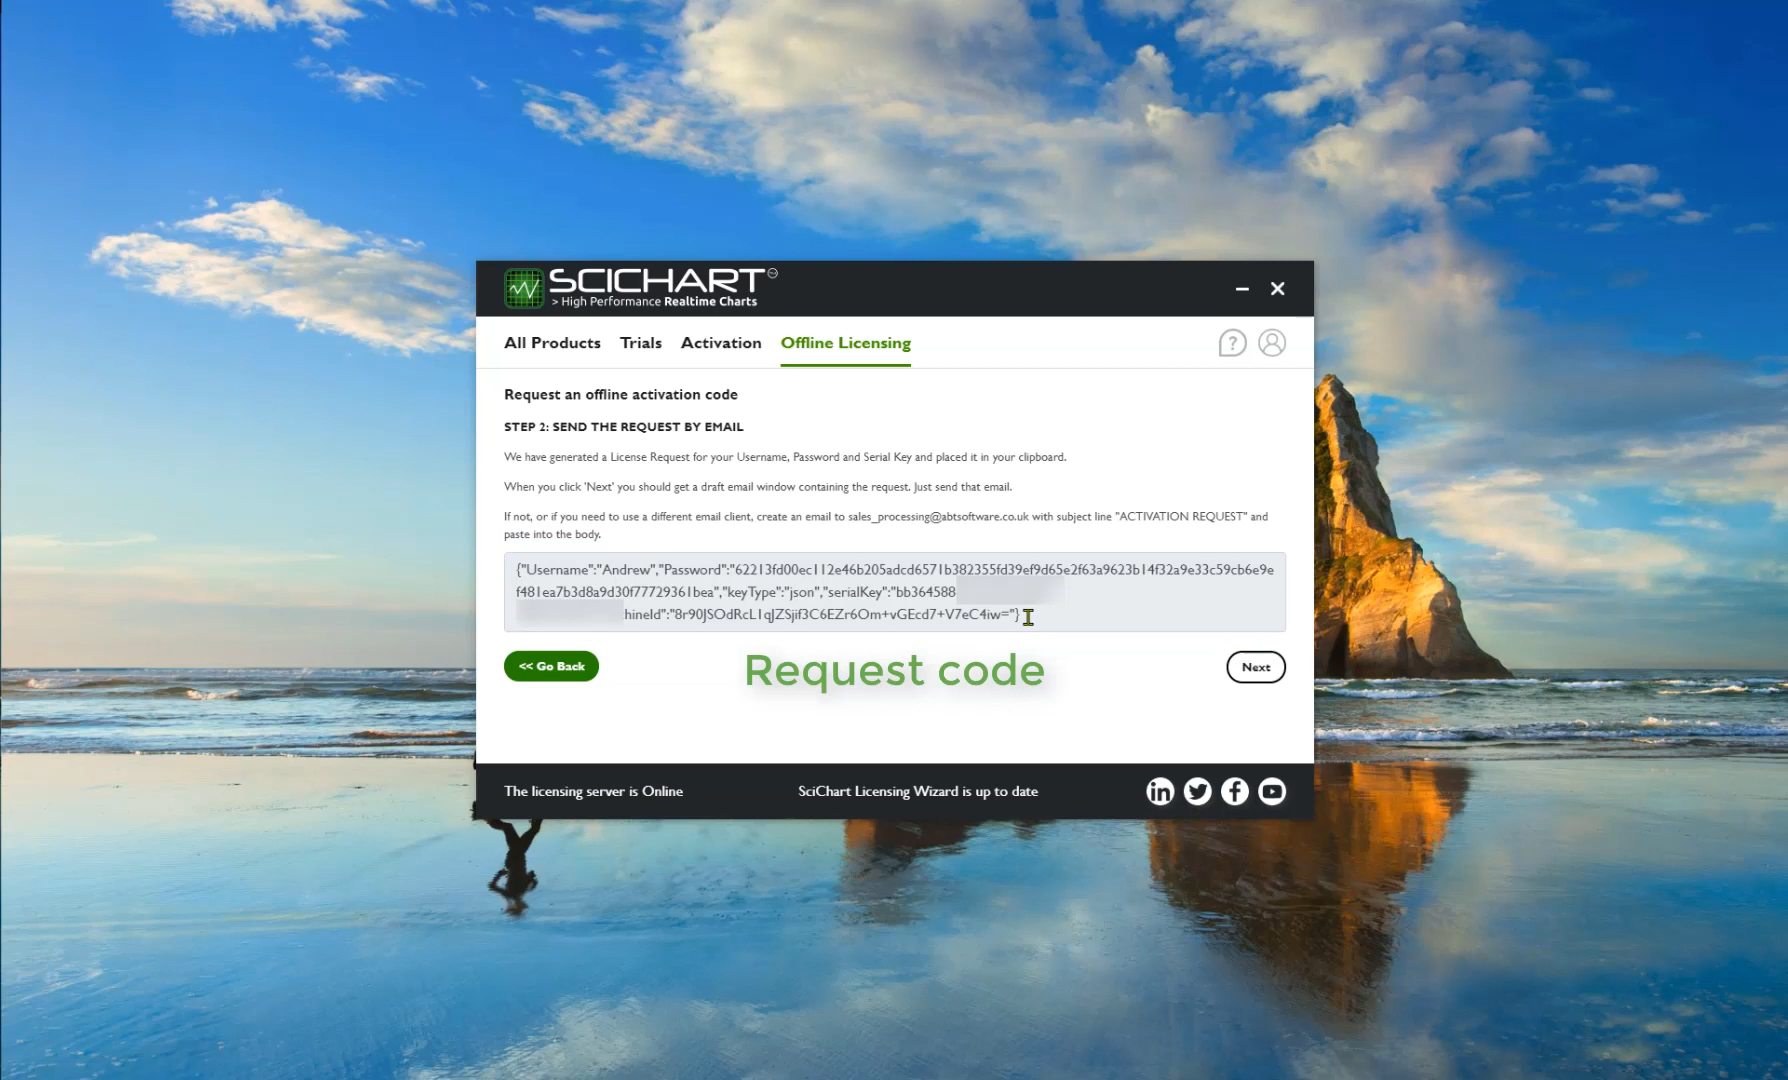 SCICHART
> High Performance Realtime Charts
All Products Trials Activation Offline Licensing
Request an offline activation code
STEP 2: SEND THE REQUEST BY EMAIL
We have generated a License Request for your Username, Password and Serial Key and placed it in your clipboard.
When you click 'Next' you should get a draft email window containing the request. Just send that email.
If not, or if you need to use a different email client, create an email to sales_processing@abtsoftware.co.uk with subject line "ACTIVATION REQUEST" and
paste into the body.
{"Username":"Andrew","Password":"62213fd00ec112e46b205adcd6571b382355fd39ef9d65e2f63a9623b14f32a9e33c59cb6e9e
f481ea7b3d8a9d30f77729361bea","keyType":"json","serialKey":"bb364588
hineId":"8r90JSOdRcL1qJZSjif3C6EZr6Om+vGEcd7+V7eC4iw="}
<< Go Back Request code Next
The licensing server is Online SciChart Licensing Wizard is up to date